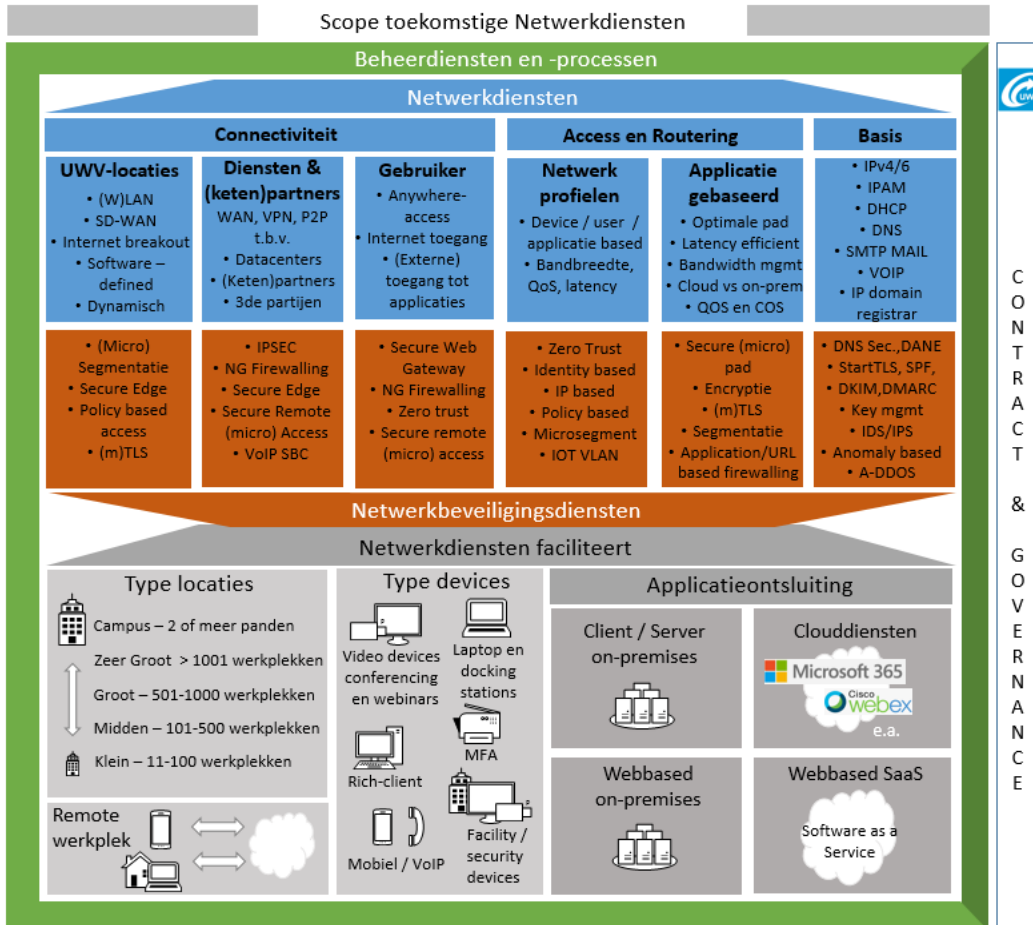 Scope toekomstige Netwerkdiensten
Beheerdiensten en -processen
Netwerkdiensten
Connectiviteit
Access en Routering
Basis
UWV-locaties
• (W)LAN
• SD-WAN
• Internet breakout
• Software –
defined
• Dynamisch
Diensten &
(keten)partners
WAN, VPN, P2P
t.b.v.
• Datacenters
• (Keten)partners
• 3de partijen
Gebruiker
• Anywhere-
access
• Internet toegang
• (Externe)
toegang tot
applicaties
Netwerk
profielen
• Device / user /
applicatie based
• Bandbreedte,
QoS, latency
Applicatie
gebaseerd
• Optimale pad
• Latency efficient
• Bandwidth mgmt
• Cloud vs on-prem
• QOS en COS
• IPv4/6
• IPAM
• DHCP
• DNS
• SMTP MAIL
• VOIP
• IP domain
registrar
• (Micro)
Segmentatie
• Secure Edge
• Policy based
access
• (m)TLS
• IPSEC
• NG Firewalling
• Secure Edge
• Secure Remote
(micro) Access
• VoIP SBC
• Secure Web
Gateway
• NG Firewalling
• Zero trust
• Secure remote
(micro) access
• Zero Trust
• Identity based
• IP based
• Policy based
• Microsegment
• IOT VLAN
• Secure (micro)
pad
• Encryptie
• (m)TLS
• Segmentatie
• Application/URL
based firewalling
• DNS Sec.,DANE
• StartTLS, SPF,
• DKIM,DMARC
• Key mgmt
• IDS/IPS
• Anomaly based
• A-DDOS
Netwerkbeveiligingsdiensten
Netwerkdiensten faciliteert
Type locaties
Campus – 2 of meer panden
Zeer Groot > 1001 werkplekken
Groot – 501-1000 werkplekken
Midden – 101-500 werkplekken
Klein – 11-100 werkplekken
Remote
werkplek
Type devices
Video devices
conferencing
en webinars
Laptop en
docking
stations
Rich-client
MFA
Mobiel / VoIP
Facility /
security
devices
Applicatieontsluiting
Client / Server
on-premises
Clouddiensten
Microsoft 365
Cisco
webex
e.a.
Webbased
on-premises
Webbased SaaS
Software as a
Service
UWV
CONTRACT
&
GOVERNANCE